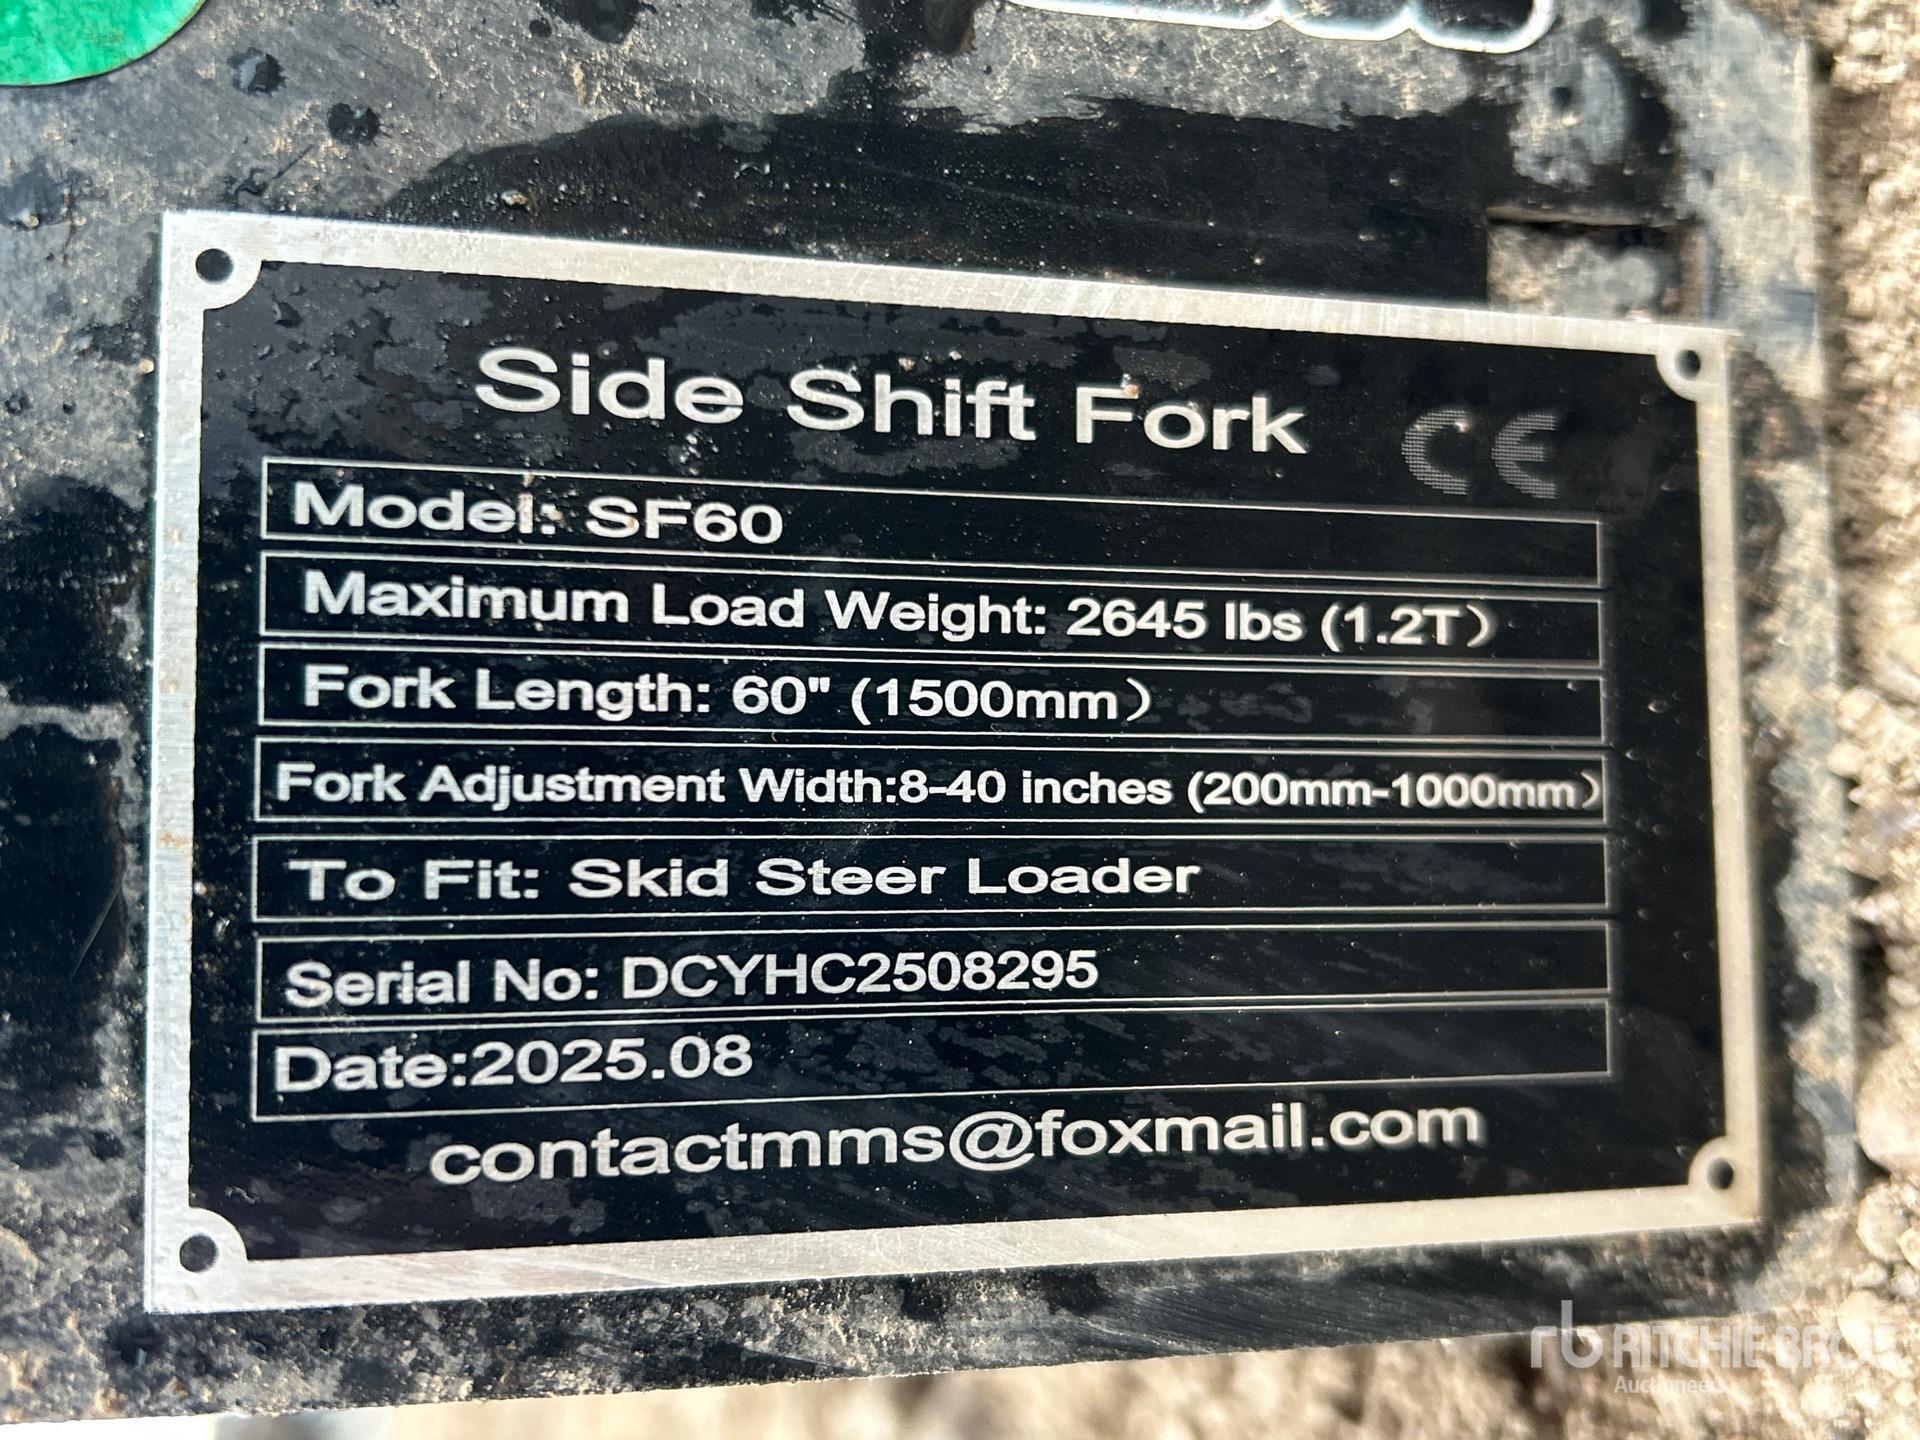 Side Shift Fork CE
Model: SF60
Maximum Load Weight: 2645 lbs (1.2T)
Fork Length: 60" (1500mm)
Fork Adjustment Width:8-40 inches (200mm-1000mm)
To Fit: Skid Steer Loader
Serial No: DCYHC2508295
Date:2025.08
contactmms@foxmail.com
rb RITCHIE BROS
Auctioneers